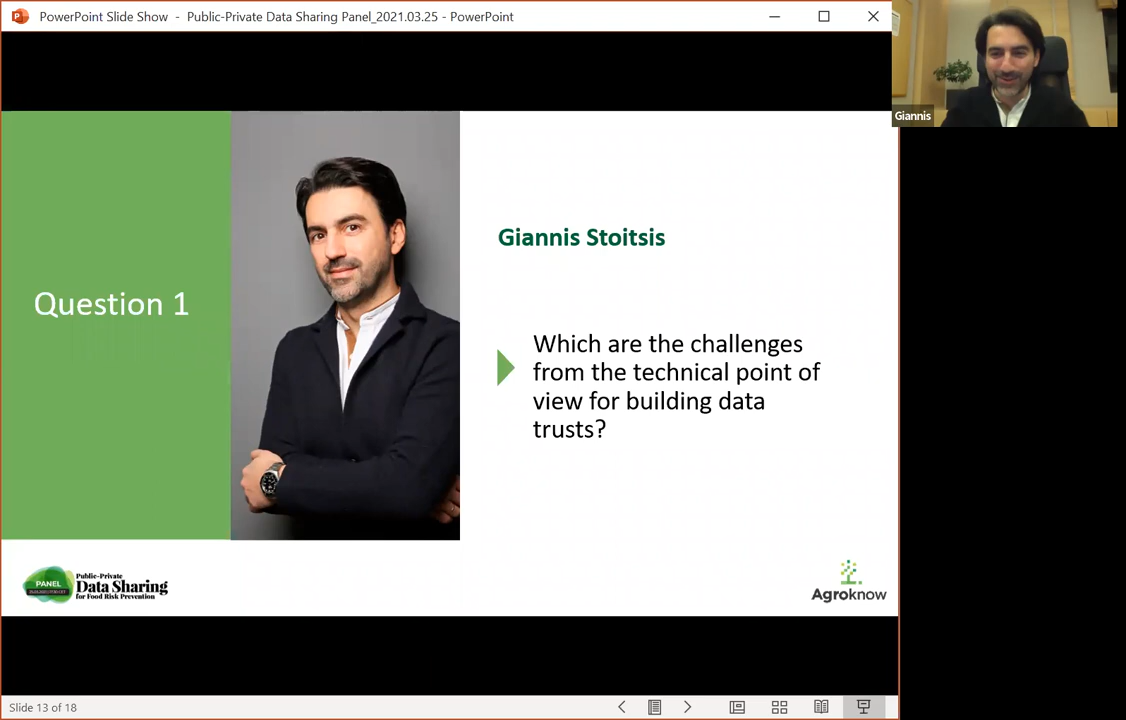 PowerPoint Slide Show - Public-Private Data Sharing Panel_2021.03.25 - PowerPoint
Giannis
Question 1
Giannis Stoitsis
Which are the challenges
from the technical point of
view for building data
trusts?
PANEL
Public-Private
Data Sharing
for Food Risk Prevention
Agroknow
Slide 13 of 18